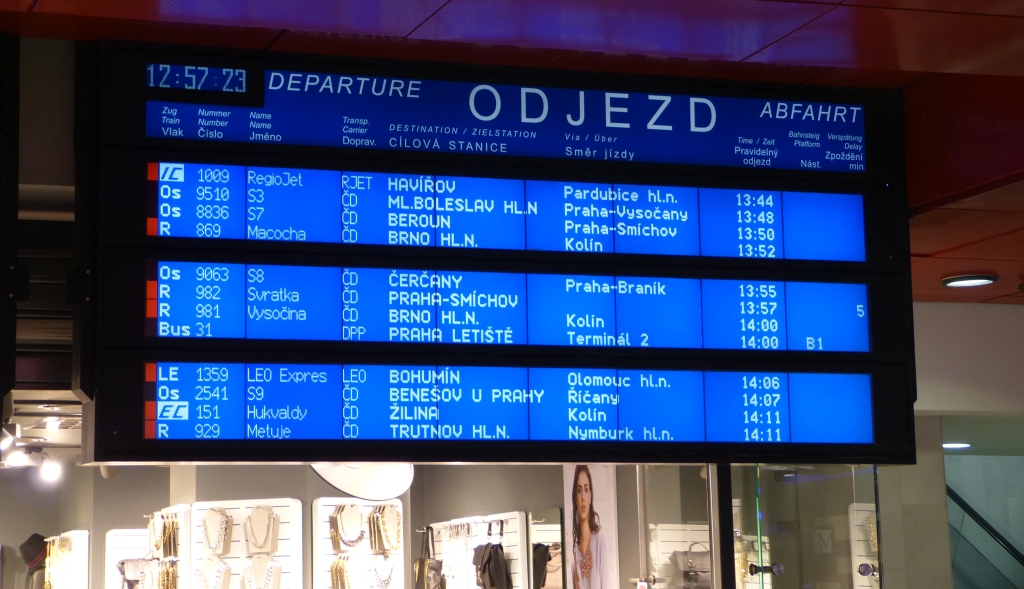 12:57:23 DEPARTURE ODJEZD ABFAHRT
Zug Nummer Name Transp. DESTINATION / ZIELSTATION Via / Über Time / Zeit Bahnsteig Verspätung
Train Number Name Carrier CÍLOVÁ STANICE Směr jízdy Pravidelný Platform Delay
Vlak Číslo Jméno Doprav. odjezd Nást. Zpoždění
min
IC 1009 RegioJet RJET HAVÍŘOV Pardubice hl.n. 13:44
Os 9510 S3 ČD ML.BOLESLAV HL.N Praha-Vysočany 13:48
Os 8836 S7 ČD BEROUN Praha-Smíchov 13:50
R 869 Macocha ČD BRNO HL.N. Kolín 13:52
Os 9063 S8 ČD ČERČANY Praha-Braník 13:55
R 982 Svratka ČD PRAHA-SMÍCHOV 13:57 5
R 981 Vysočina ČD BRNO HL.N. Kolín 14:00
Bus 31 DPP PRAHA LETIŠTĚ Terminál 2 14:00 B1
LE 1359 LEO Expres LEO BOHUMÍN Olomouc hl.n. 14:06
Os 2541 S9 ČD BENEŠOV U PRAHY Říčany 14:07
EC 151 Hukvaldy ČD ŽILINA Kolín 14:11
R 929 Metuje ČD TRUTNOV HL.N. Nymburk hl.n. 14:11